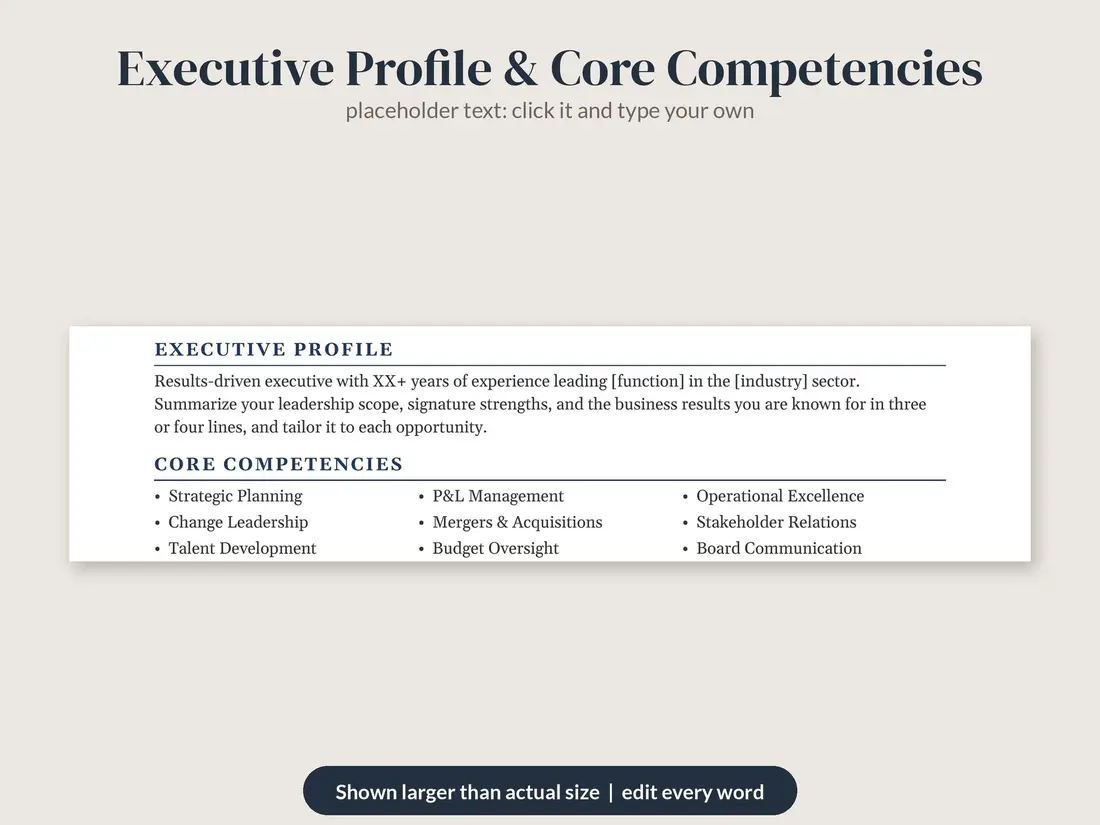 Executive Profile & Core Competencies
placeholder text: click it and type your own
EXECUTIVE PROFILE
Results-driven executive with XX+ years of experience leading [function] in the [industry] sector.
Summarize your leadership scope, signature strengths, and the business results you are known for in three
or four lines, and tailor it to each opportunity.
CORE COMPETENCIES
• Strategic Planning • P&L Management • Operational Excellence
• Change Leadership • Mergers & Acquisitions • Stakeholder Relations
• Talent Development • Budget Oversight • Board Communication
Shown larger than actual size | edit every word